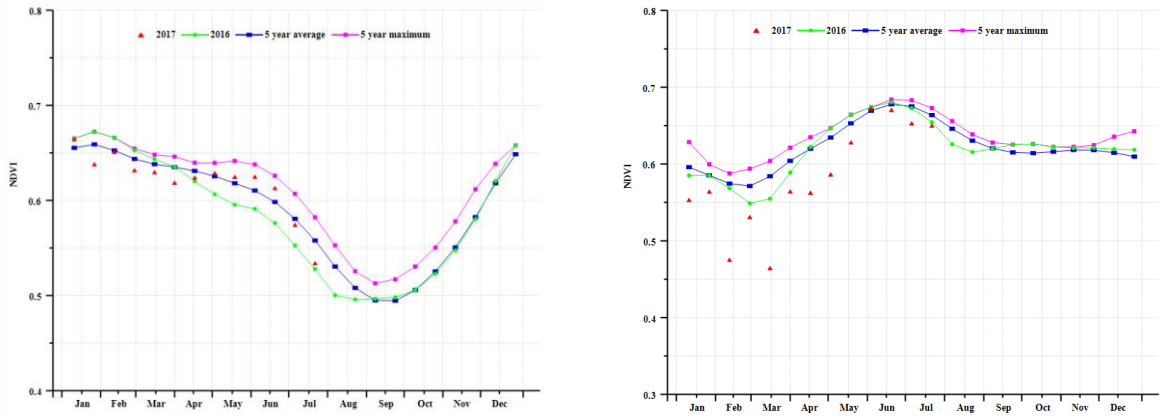 0.8
2017 2016 5 year average 5 year maximum
0.7
NDVI
0.6
0.5
0.4
Jan Feb Mar Apr May Jun Jul Aug Sep Oct Nov Dec
0.8
2017 2016 5 year average 5 year maximum
0.7
NDVI
0.6
0.5
0.4
0.3
Jan Feb Mar Apr May Jun Jul Aug Sep Oct Nov Dec